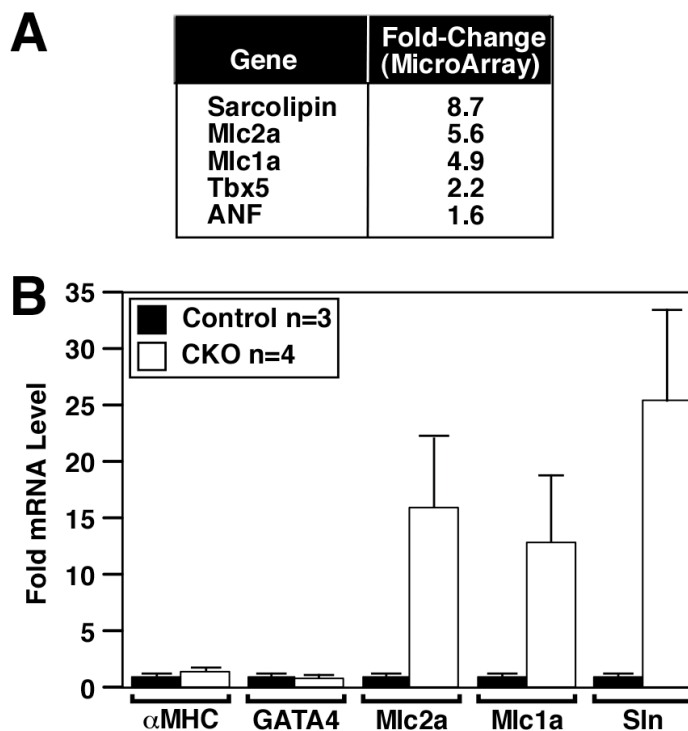 A
Gene
Fold-Change
(MicroArray)
Sarcolipin 8.7
Mlc2a 5.6
Mlc1a 4.9
Tbx5 2.2
ANF 1.6
B
Control n=3
CKO n=4
Fold mRNA Level
35
30
25
20
15
10
5
0
αMHC GATA4 Mlc2a Mlc1a Sln